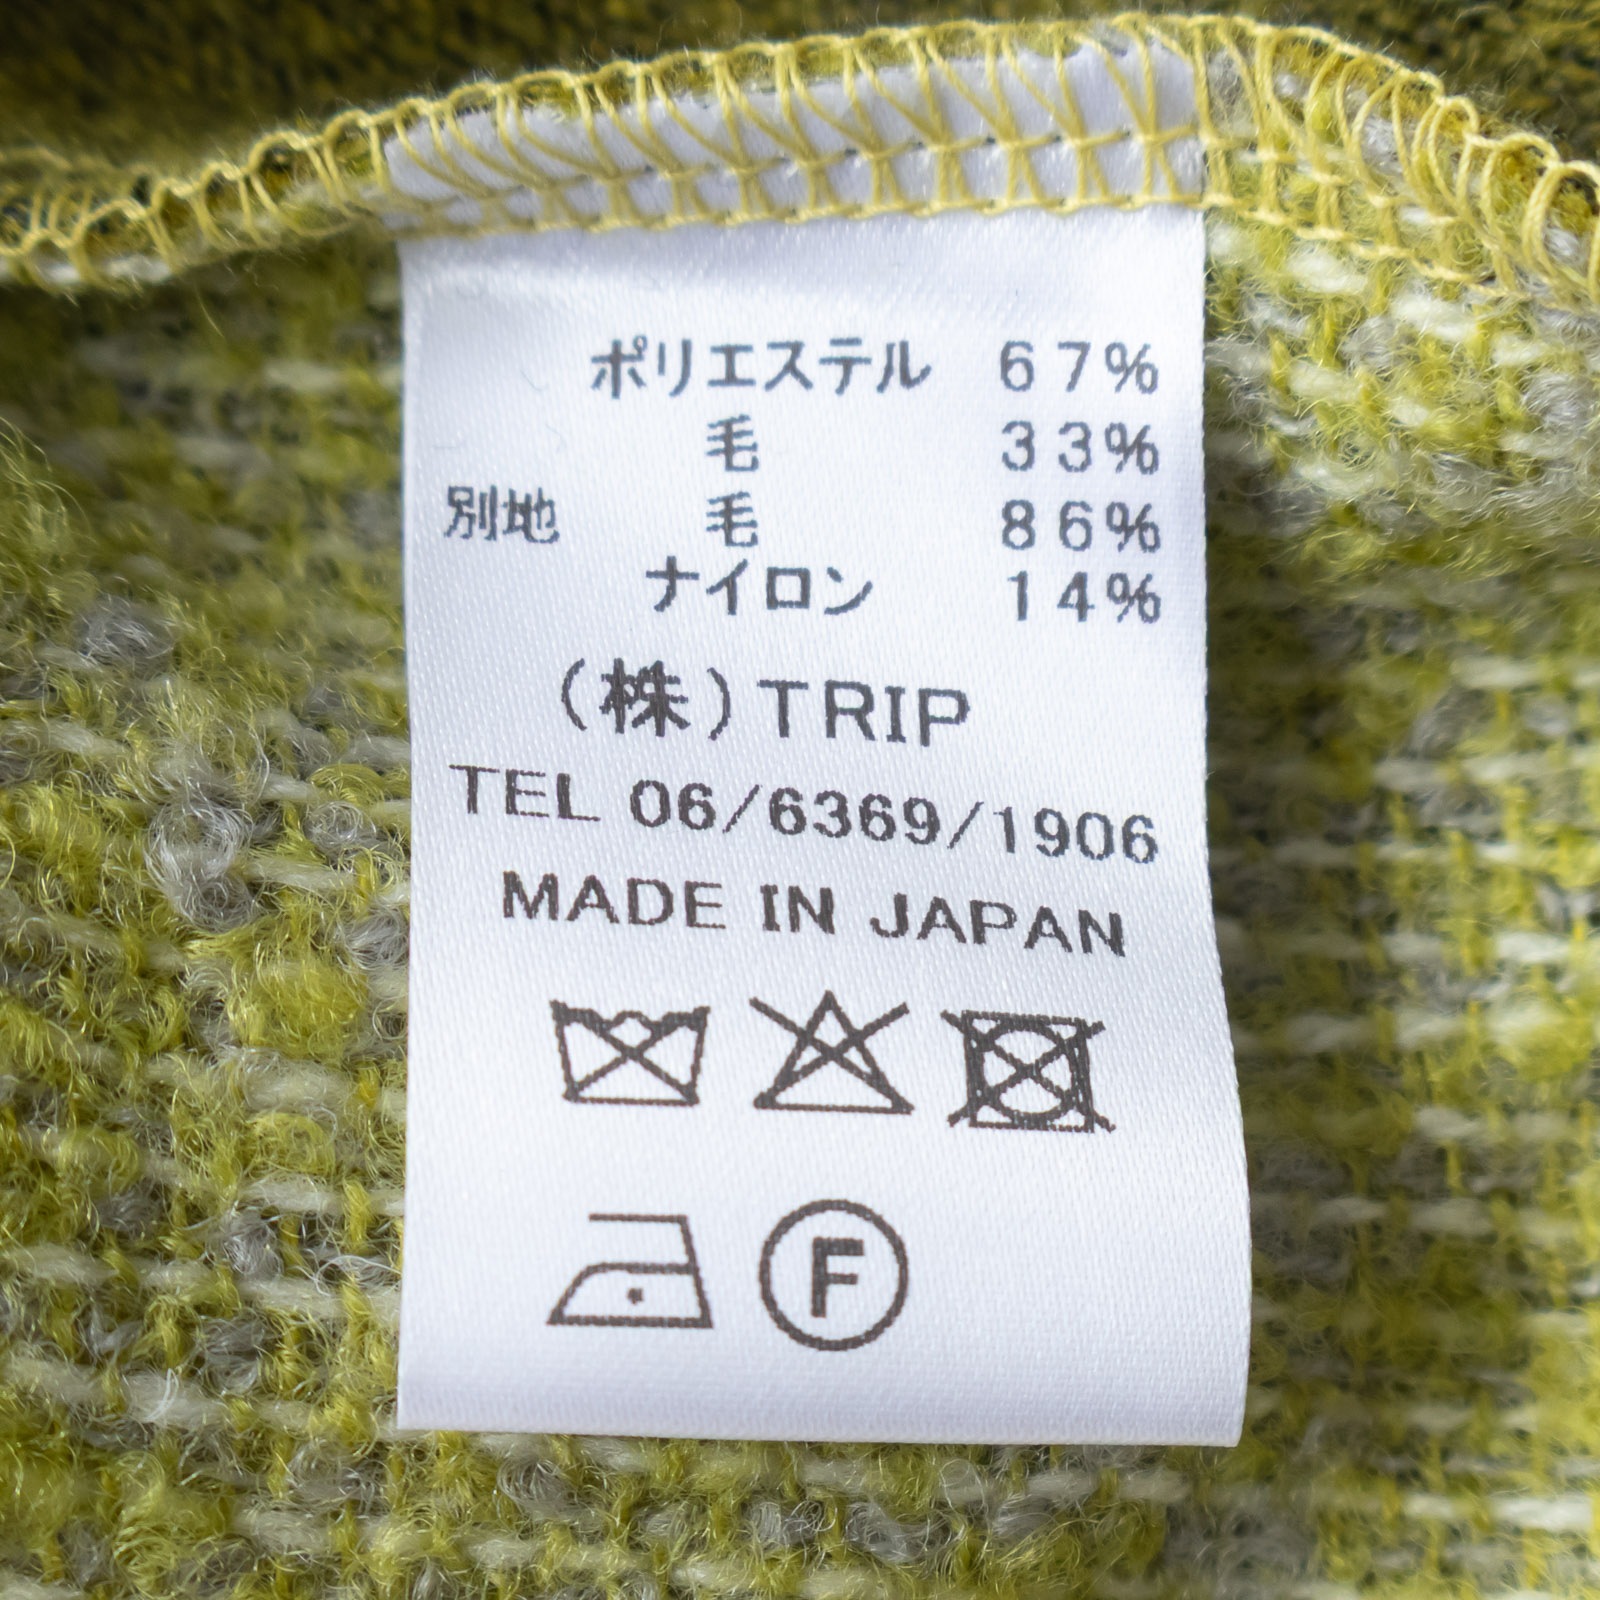 ポリエステル 67%
毛 33%
別地 毛 86%
ナイロン 14%
(株)TRIP
TEL 06/6369/1906
MADE IN JAPAN
F